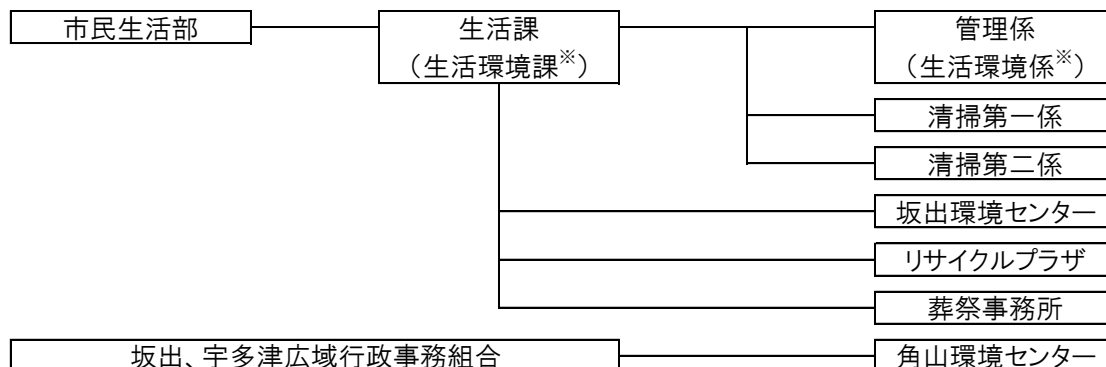 市民生活部
生活課
（生活環境課※）
管理係
（生活環境係※）
清掃第一係
清掃第二係
坂出環境センター
リサイクルプラザ
葬祭事務所
坂出、宇多津広域行政事務組合
角山環境センター